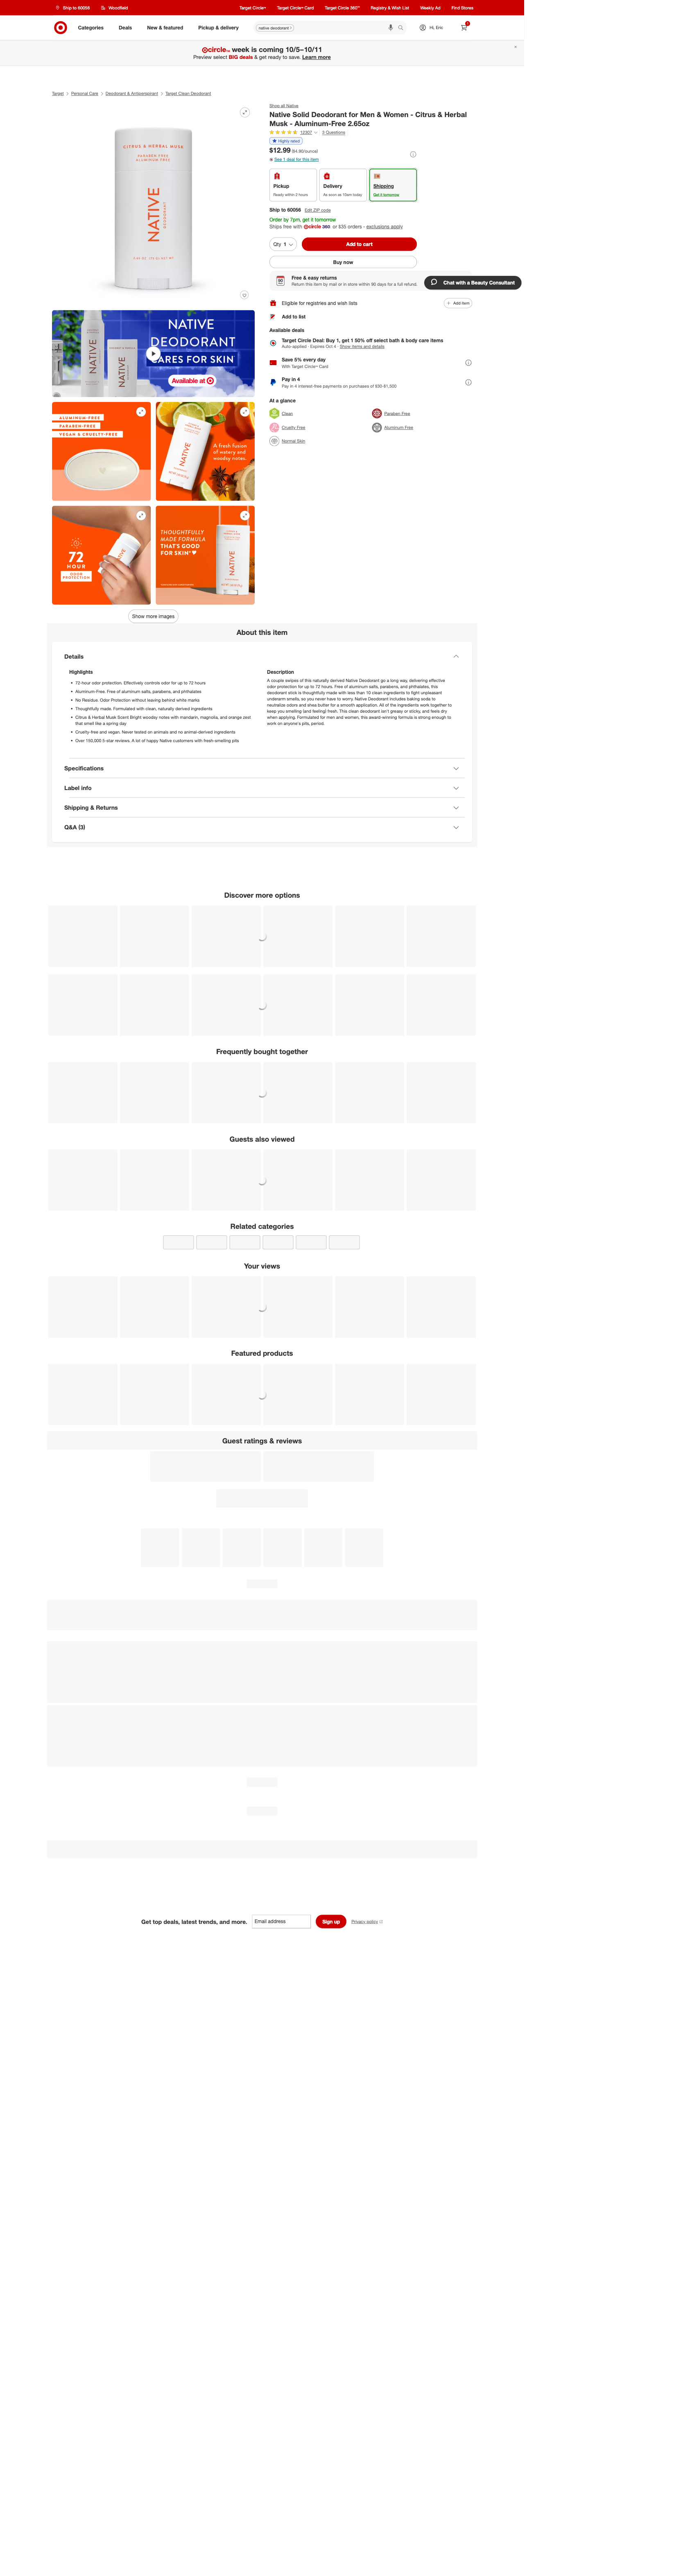 Ship to 60056
Woodfield
Target Circle™
Target Circle Card
Target Circle 360™
Registry & Wish List
Weekly Ad
Find Stores
Categories
Deals
New & featured
Pickup & delivery
native deodorant
Hi, Eric
circle™ week is coming 10/5–10/11
Preview select BIG deals & get ready to save. Learn more
Target
Personal Care
Deodorant & Antiperspirant
Target Clean Deodorant
Shop all Native
Native Solid Deodorant for Men & Women - Citrus & Herbal
Musk - Aluminum-Free 2.65oz
12307
3 Questions
Highly rated
$12.99 ($4.90/ounce)
See 1 deal for this item
Pickup
Ready within 2 hours
Delivery
As soon as 10am today
Shipping
Get it tomorrow
Ship to 60056
Edit ZIP code
Order by 7pm, get it tomorrow
Ships free with circle 360 or $35 orders - exclusions apply
Qty 1
Add to cart
Buy now
Free & easy returns
Return this item by mail or in store within 90 days for a full refund.
Chat with a Beauty Consultant
Eligible for registries and wish lists
Add item
Add to list
Available deals
Target Circle Deal: Buy 1, get 1 50% off select bath & body care items
Auto-applied · Expires Oct 4 · Show items and details
Save 5% every day
With Target Circle™ Card
Pay in 4
Pay in 4 interest-free payments on purchases of $30-$1,500
At a glance
Clean
Paraben Free
Cruelty Free
Aluminum Free
Normal Skin
CITRUS & HERBAL MUSK
PARABEN FREE
ALUMINUM FREE
NATIVE
DEODORANT
NATIVE
DEODORANT
CARES FOR SKIN
Available at
ALUMINUM-FREE
PARABEN-FREE
VEGAN & CRUELTY-FREE
A fresh fusion
of watery and
woodsy notes.
NATIVE
72
HOUR
ODOR
PROTECTION
THOUGHTFULLY
MADE FORMULA
THAT'S GOOD
FOR SKIN*
NATIVE
Show more images
About this item
Details
Highlights
72-hour odor protection. Effectively controls odor for up to 72 hours
Aluminum-Free: Free of aluminum salts, parabens, and phthalates
No Residue. Odor Protection without leaving behind white marks
Thoughtfully made. Formulated with clean, naturally derived ingredients
Citrus & Herbal Musk Scent Bright woodsy notes with mandarin, magnolia, and orange zest
that smell like a spring day
Cruelty-free and vegan. Never tested on animals and no animal-derived ingredients
Over 150,000 5-star reviews. A lot of happy Native customers with fresh-smelling pits
Description
A couple swipes of this naturally derived Native Deodorant go a long way, delivering effective
odor protection for up to 72 hours. Free of aluminum salts, parabens, and phthalates, this
deodorant stick is thoughtfully made with less than 10 clean ingredients to fight unpleasant
underarm smells, so you never have to worry. Native Deodorant includes baking soda to
neutralize odors and shea butter for a smooth application. All of the ingredients work together to
keep you smelling (and feeling) fresh. This clean deodorant isn't greasy or sticky, and feels dry
when applying. Formulated for men and women, this award-winning formula is strong enough to
work on anyone's pits, period.
Specifications
Label info
Shipping & Returns
Q&A (3)
Discover more options
Frequently bought together
Guests also viewed
Related categories
Your views
Featured products
Guest ratings & reviews
Get top deals, latest trends, and more.
Email address
Sign up
Privacy policy